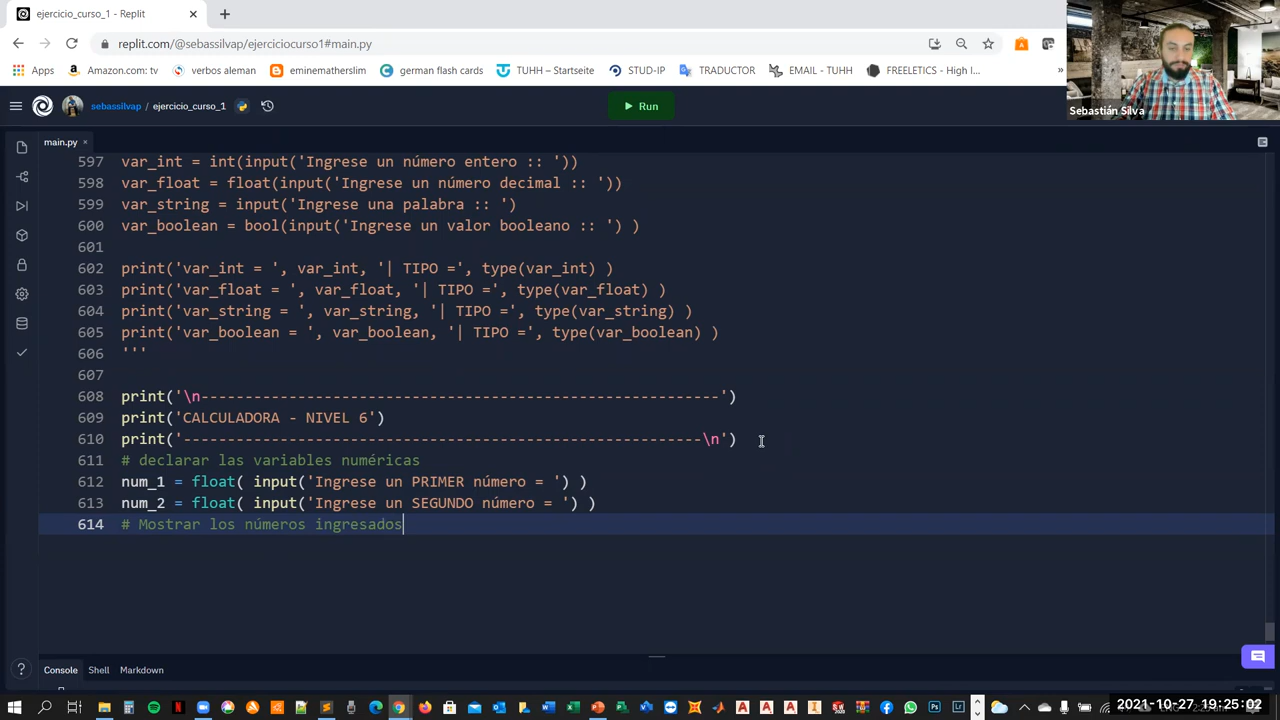 ejercicio_curso_1 - Replit
replit.com/@sebassilvap/ejerciciocurso1#main.py
Apps
Amazon.com: tv
verbos aleman
eminematherslim
german flash cards
TUHH – Startseite
STUD-IP
TRADUCTOR
EMAIL - TUHH
FREELETICS - High I...
»
Sebastián Silva
sebassilvap / ejercicio_curso_1
Run
main.py
597 var_int = int(input('Ingrese un número entero :: '))
598 var_float = float(input('Ingrese un número decimal :: '))
599 var_string = input('Ingrese una palabra :: ')
600 var_boolean = bool(input('Ingrese un valor booleano :: ') )
601
602 print('var_int = ', var_int, '| TIPO =', type(var_int) )
603 print('var_float = ', var_float, '| TIPO =', type(var_float) )
604 print('var_string = ', var_string, '| TIPO =', type(var_string) )
605 print('var_boolean = ', var_boolean, '| TIPO =', type(var_boolean) )
606 '''
607
608 print('\n-----------------------------------------------------------')
609 print('CALCULADORA - NIVEL 6')
610 print('-----------------------------------------------------------\n')
611 # declarar las variables numéricas
612 num_1 = float( input('Ingrese un PRIMER número = ') )
613 num_2 = float( input('Ingrese un SEGUNDO número = ') )
614 # Mostrar los números ingresados
Console
Shell
Markdown
2021-10-27 19:25:02